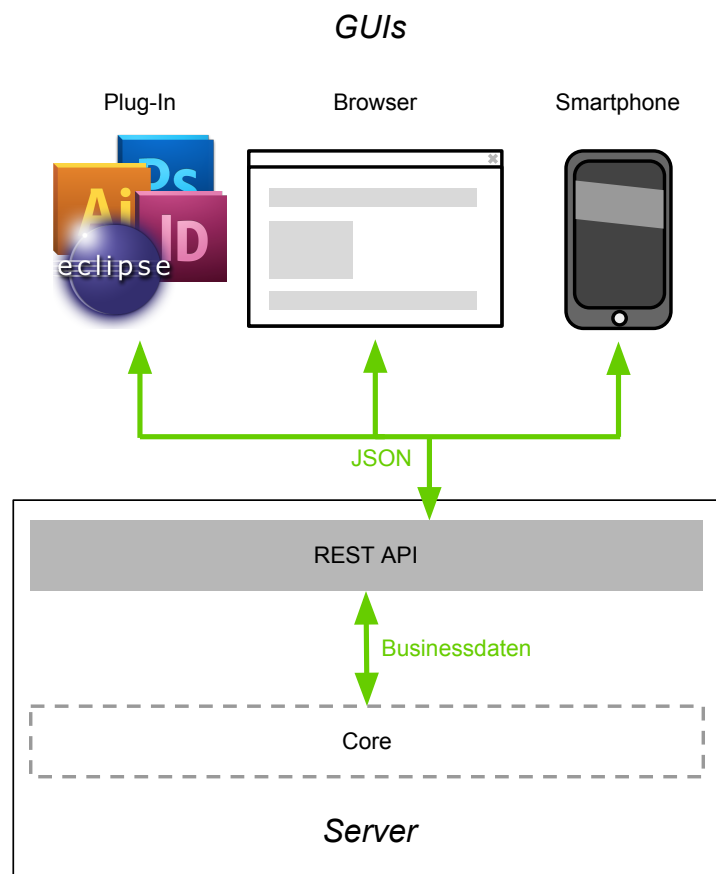 GUIs
Plug-In
Browser
Smartphone
Ps
Ai
ID
eclipse
JSON
REST API
Businessdaten
Core
Server